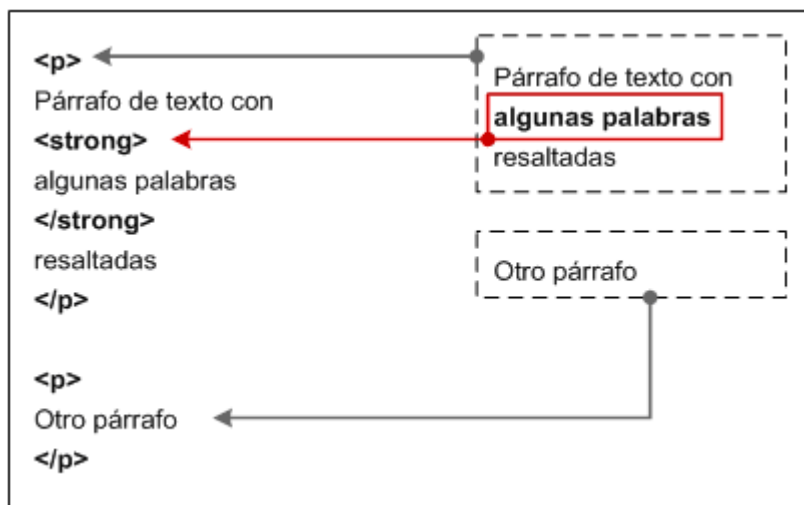 <p>
Párrafo de texto con
<strong>
algunas palabras
</strong>
resaltadas
</p>
<p>
Otro párrafo
</p>
Párrafo de texto con
algunas palabras
resaltadas
Otro párrafo